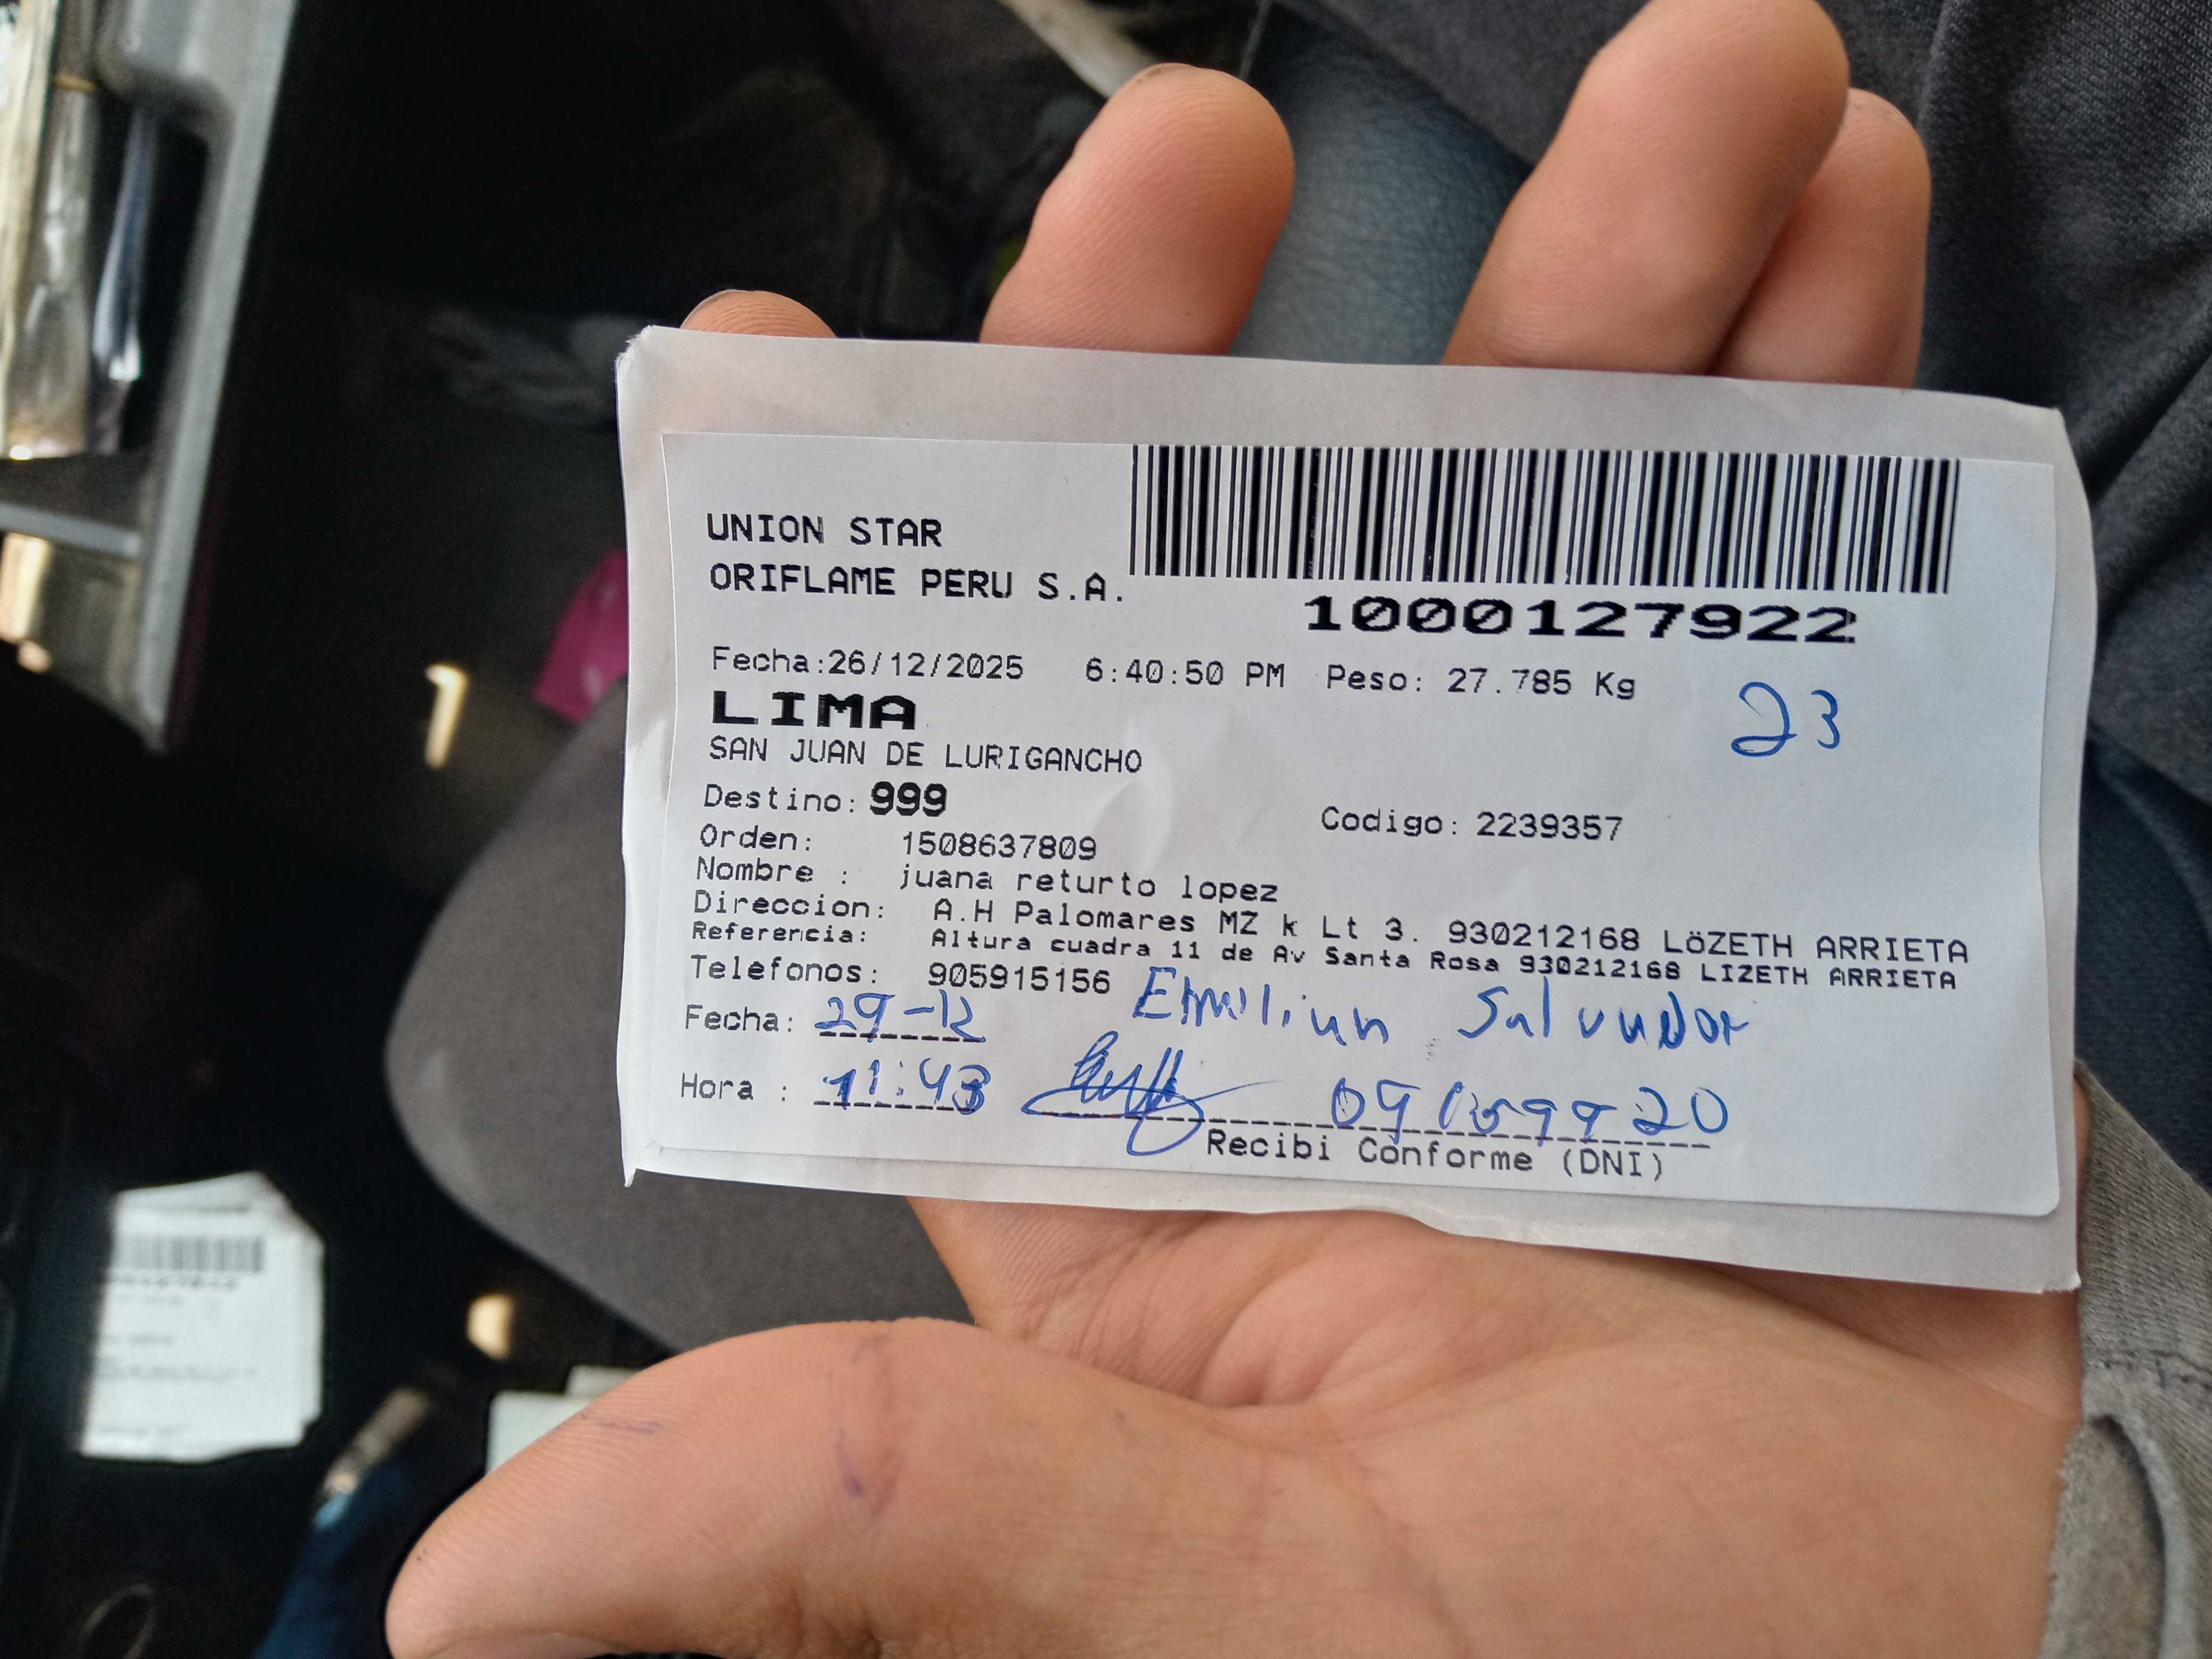 UNION STAR
ORIFLAME PERU S.A.
1000127922
Fecha:26/12/2025 6:40:50 PM Peso: 27.785 Kg
23
LIMA
SAN JUAN DE LURIGANCHO
Destino: 999
Codigo: 2239357
Orden: 1508637809
Nombre : juana returto lopez
Direccion: A.H Palomares MZ k Lt 3. 930212168 LöZETH ARRIETA
Referencia: Altura cuadra 11 de Av Santa Rosa 930212168 LIZETH ARRIETA
Telefonos: 905915156
Emiliun Salvador
Fecha: 29-12
Hora : 11:43
Recibi Conforme (DNI)